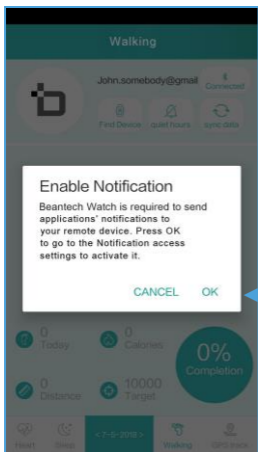 Walking
John.somebody@gmail
Connected
Find Device
quiet hours
sync data
Enable Notification
Beantech Watch is required to send
applications' notifications to
your remote device. Press OK
to go to the Notification access
settings to activate it.
CANCEL OK
0
Today
0
Calories
0%
Completion
0
Distance
10000
Target
Heart
Sleep
<7-6-2018>
Walking
GPS track